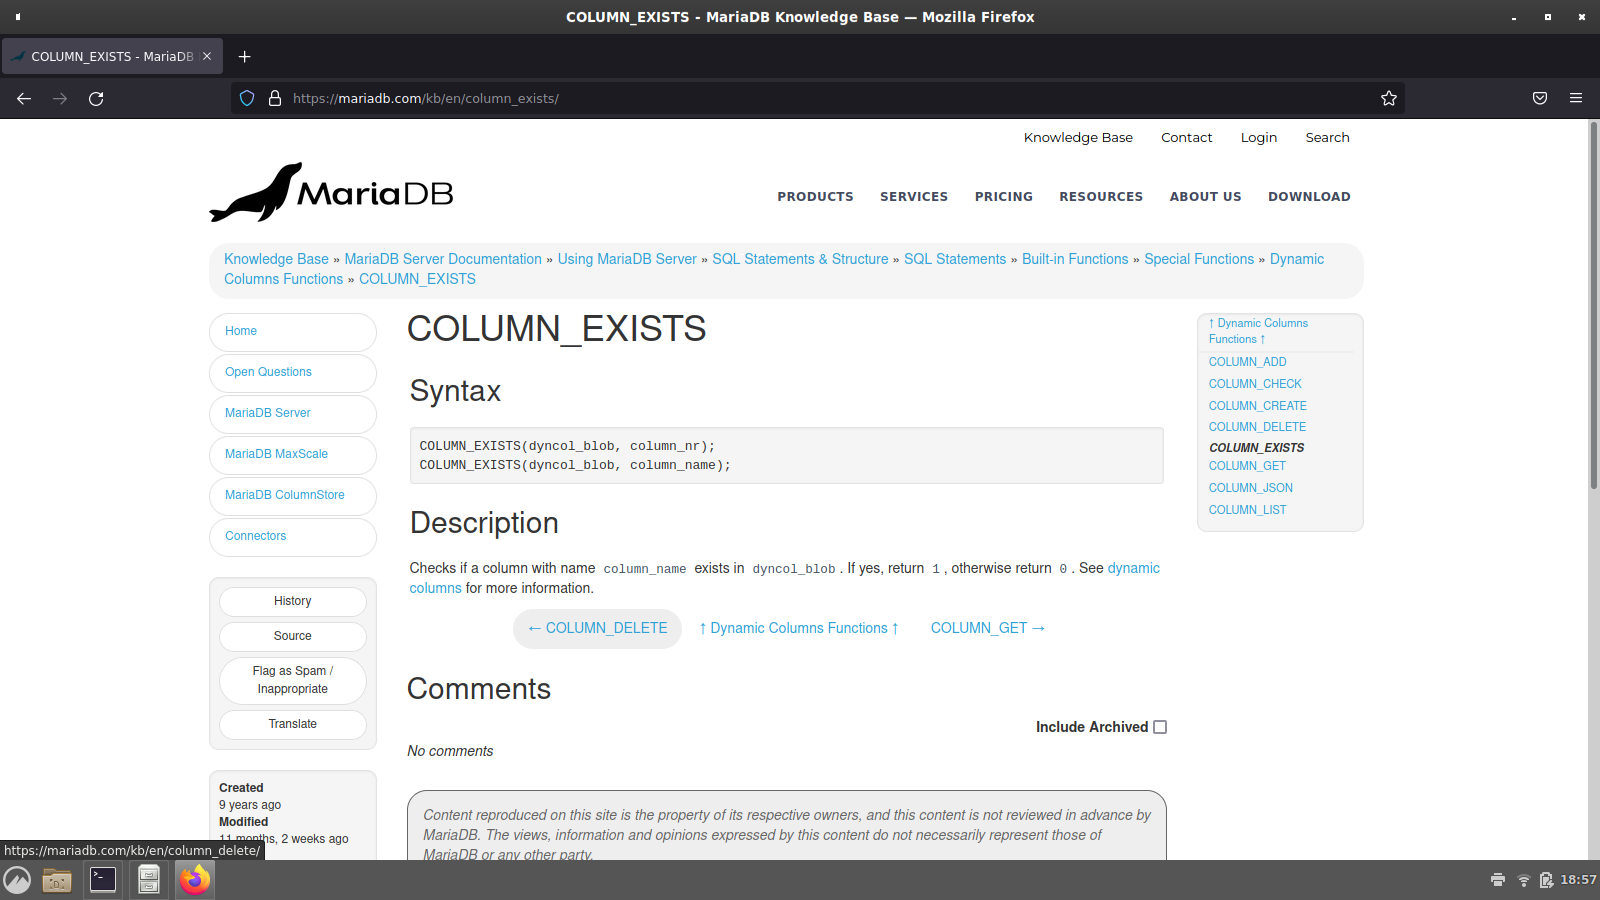 COLUMN_EXISTS - MariaDB Knowledge Base — Mozilla Firefox
COLUMN_EXISTS - MariaDB
https://mariadb.com/kb/en/column_exists/
Knowledge Base Contact Login Search
MariaDB
PRODUCTS SERVICES PRICING RESOURCES ABOUT US DOWNLOAD
Knowledge Base » MariaDB Server Documentation » Using MariaDB Server » SQL Statements & Structure » SQL Statements » Built-in Functions » Special Functions » Dynamic
Columns Functions » COLUMN_EXISTS
Home
Open Questions
MariaDB Server
MariaDB MaxScale
MariaDB ColumnStore
Connectors
History
Source
Flag as Spam /
Inappropriate
Translate
Created
9 years ago
Modified
11 months, 2 weeks ago
COLUMN_EXISTS
Syntax
COLUMN_EXISTS(dyncol_blob, column_nr);
COLUMN_EXISTS(dyncol_blob, column_name);
Description
Checks if a column with name column_name exists in dyncol_blob. If yes, return 1, otherwise return 0. See dynamic
columns for more information.
← COLUMN_DELETE ↑ Dynamic Columns Functions ↑ COLUMN_GET →
Comments
Include Archived
No comments
Content reproduced on this site is the property of its respective owners, and this content is not reviewed in advance by
MariaDB. The views, information and opinions expressed by this content do not necessarily represent those of
MariaDB or any other party.
↑ Dynamic Columns
Functions ↑
COLUMN_ADD
COLUMN_CHECK
COLUMN_CREATE
COLUMN_DELETE
COLUMN_EXISTS
COLUMN_GET
COLUMN_JSON
COLUMN_LIST
https://mariadb.com/kb/en/column_delete/
18:57